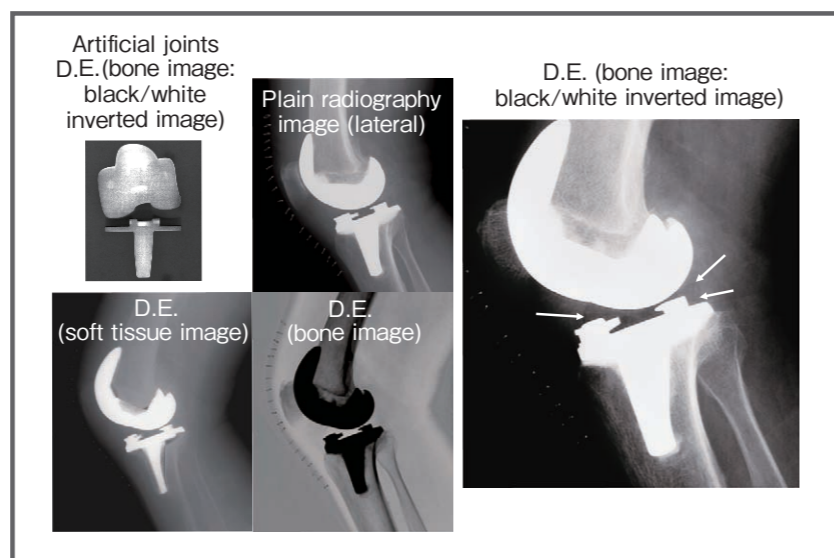 Artificial joints
D.E.(bone image:
black/white
inverted image)
Plain radiography
image (lateral)
D.E. (bone image:
black/white inverted image)
D.E.
(soft tissue image)
D.E.
(bone image)